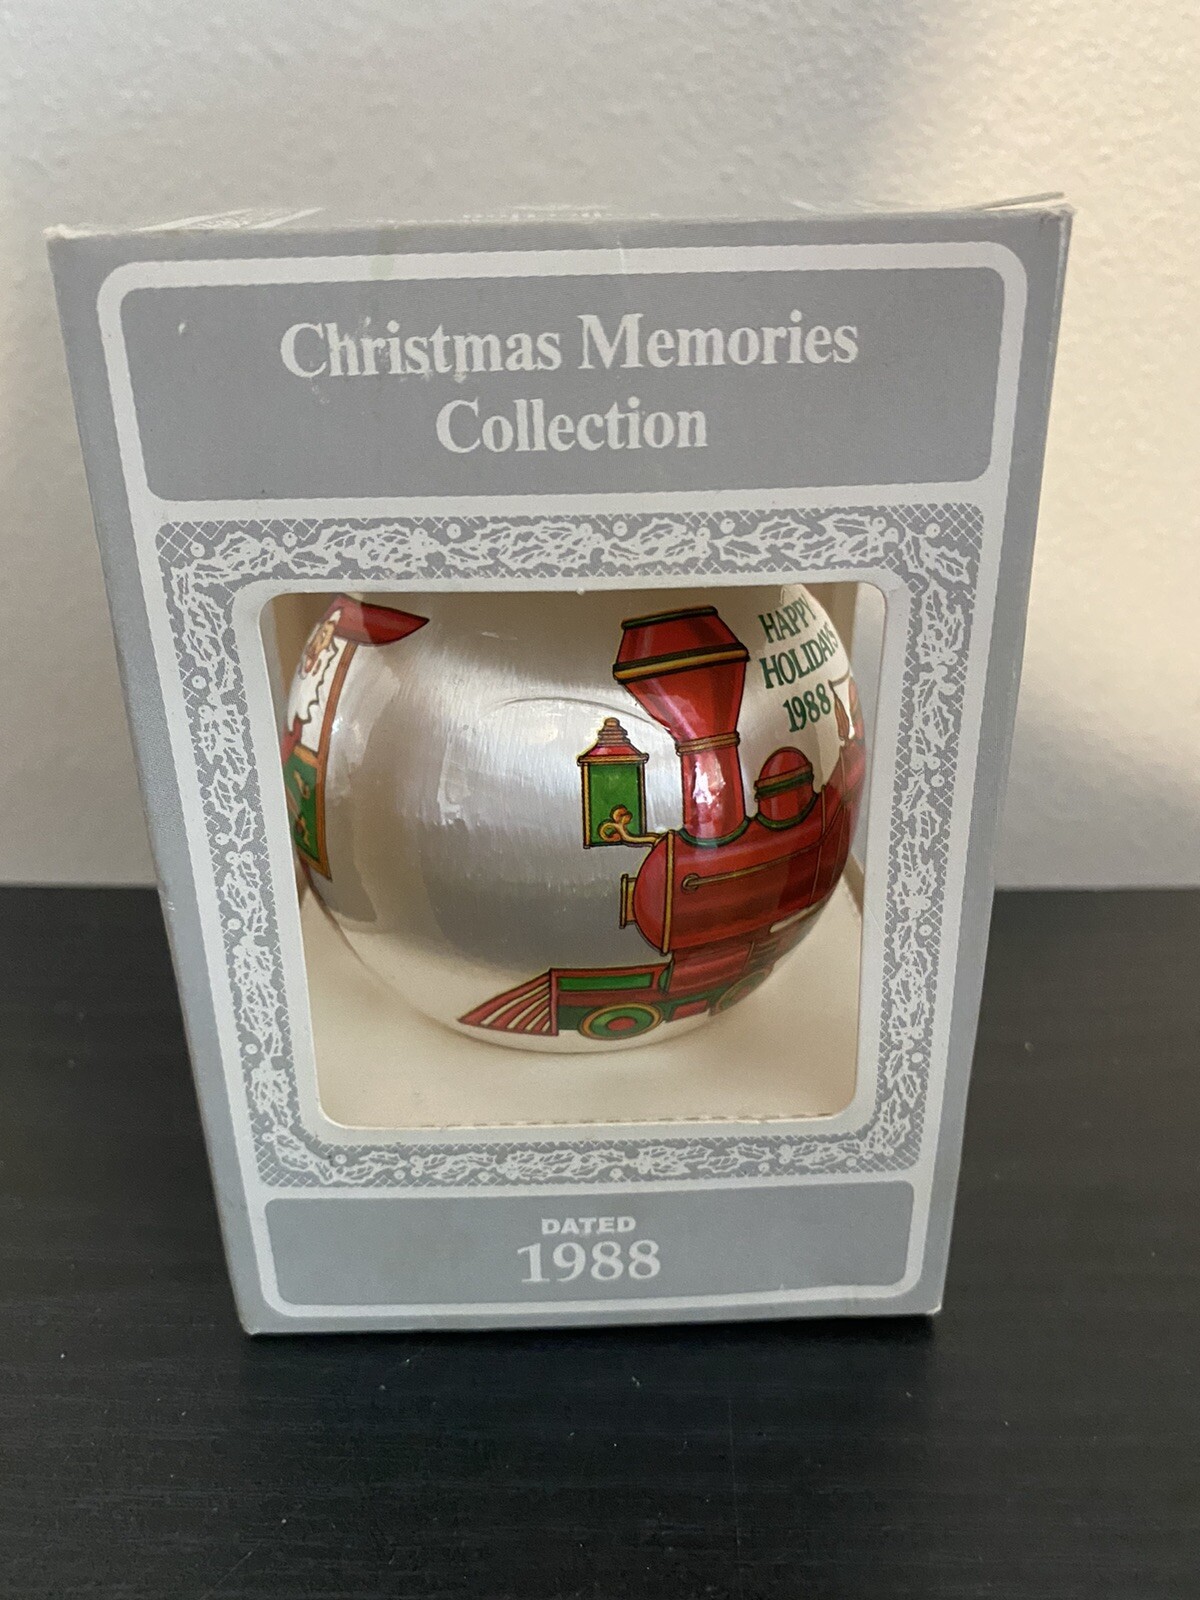 Christmas Memories
Collection
HAPPY
HOLIDAYS
1988
DATED
1988